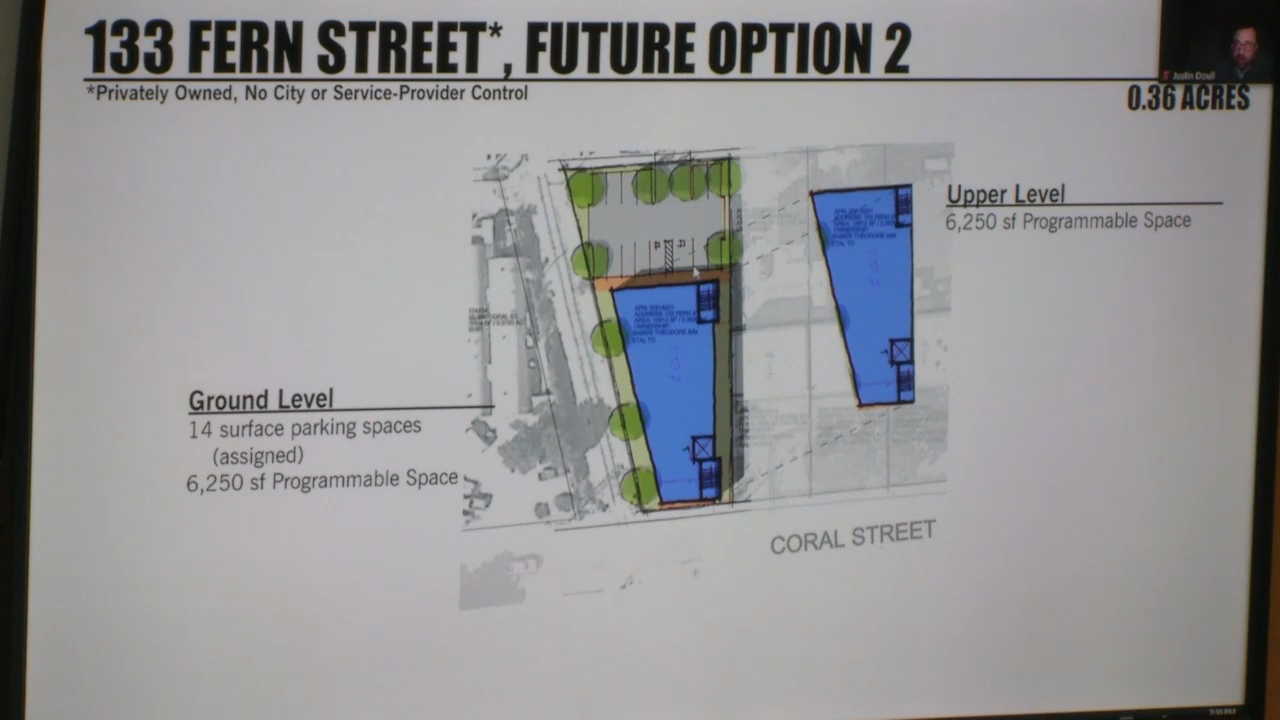 133 FERN STREET*, FUTURE OPTION 2
*Privately Owned, No City or Service-Provider Control
0.36 ACRES
Upper Level
6,250 sf Programmable Space
Ground Level
14 surface parking spaces
(assigned)
6,250 sf Programmable Space
CORAL STREET